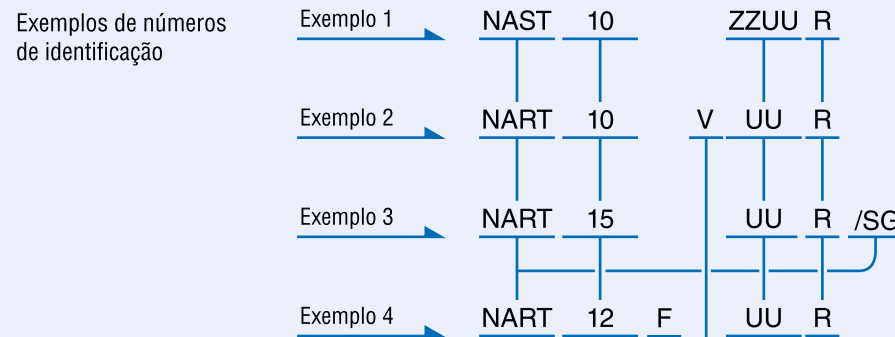 Exemplos de números
de identificação
Exemplo 1 NAST 10 ZZUU R
Exemplo 2 NART 10 V UU R
Exemplo 3 NART 15 UU R /SG
Exemplo 4 NART 12 F UU R